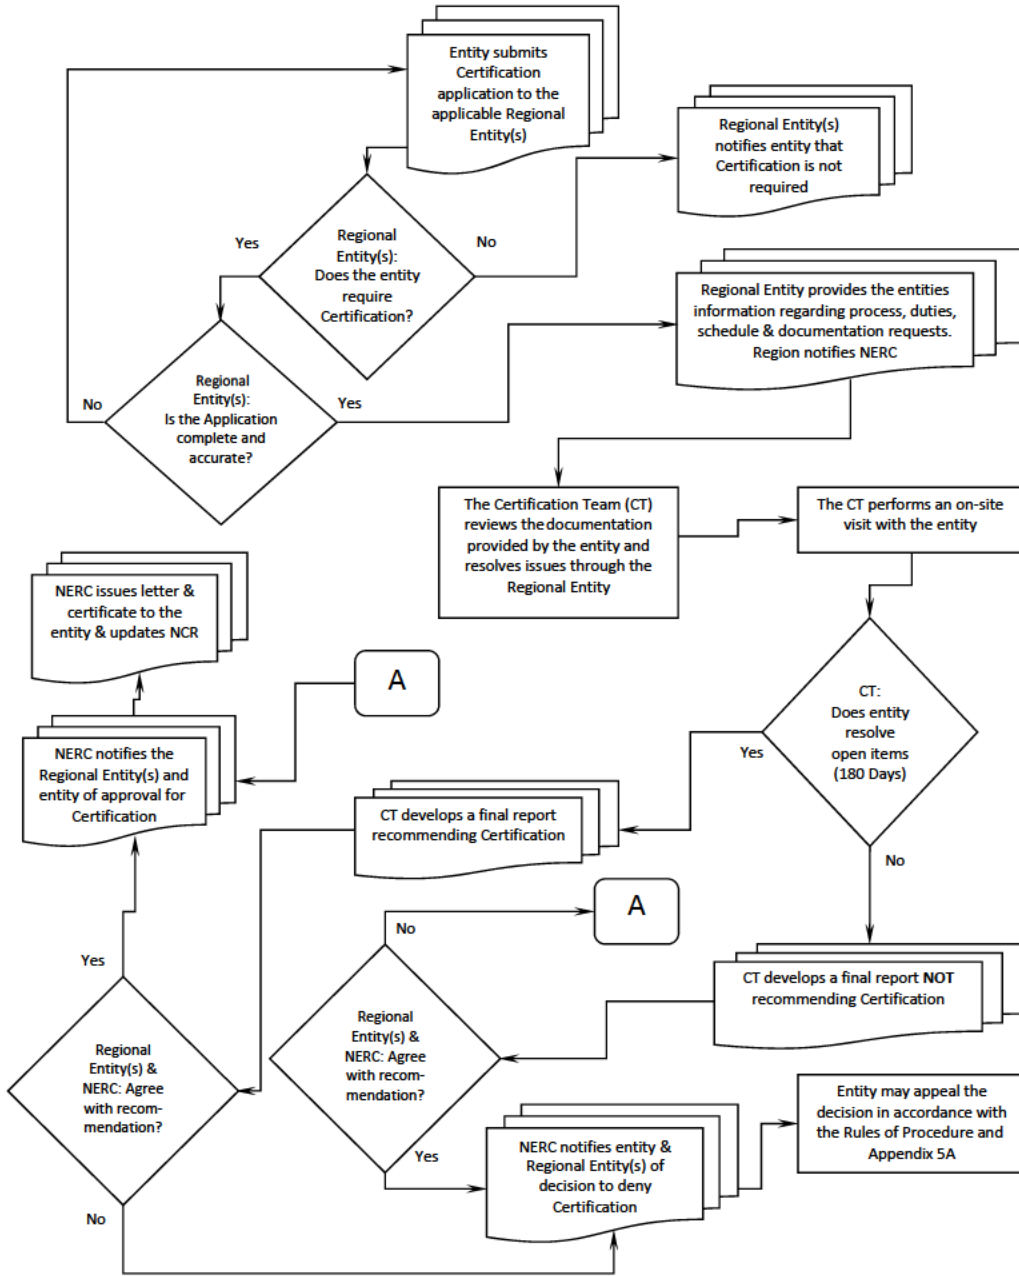 Entity submits
Certification
application to the
applicable Regional
Entity(s)
Regional Entity(s)
notifies entity that
Certification is not
required
Yes
Regional
Entity(s):
Does the entity
require
Certification?
No
Regional Entity provides the entities
information regarding process, duties,
schedule & documentation requests.
Region notifies NERC
No
Regional
Entity(s):
Is the Application
complete and
accurate?
Yes
The Certification Team (CT)
reviews the documentation
provided by the entity and
resolves issues through the
Regional Entity
The CT performs an on-site
visit with the entity
NERC issues letter &
certificate to the
entity & updates NCR
A
CT:
Does entity
resolve
open items
(180 Days)
Yes
No
NERC notifies the
Regional Entity(s) and
entity of approval for
Certification
CT develops a final report
recommending Certification
A
No
Yes
CT develops a final report NOT
recommending Certification
Regional
Entity(s) &
NERC: Agree
with recom-
mendation?
Regional
Entity(s) &
NERC: Agree
with recom-
mendation?
Yes
No
NERC notifies entity &
Regional Entity(s) of
decision to deny
Certification
Entity may appeal the
decision in accordance with
the Rules of Procedure and
Appendix 5A